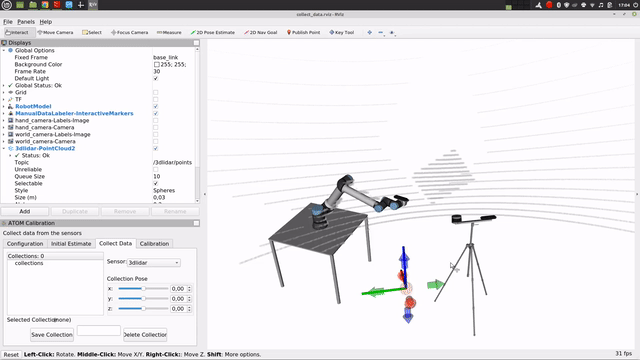 17:04
collect_data.rviz - RViz
File Panels Help
Interact Move Camera Select Focus Camera Measure 2D Pose Estimate 2D Nav Goal Publish Point Key Tool
Displays
Global Options
Fixed Frame base_link
Background Color 255; 255;
Frame Rate 30
Default Light
Global Status: Ok
Grid
TF
RobotModel
ManualDataLabeler-InteractiveMarkers
hand_camera-Labels-Image
hand_camera-Camera
world_camera-Labels-Image
world_camera-Camera
3dlidar-PointCloud2
Status: Ok
Topic /3dlidar/points
Unreliable
Queue Size 10
Selectable
Style Spheres
Size (m) 0,03
Add Duplicate Remove Rename
ATOM Calibration
Collect data from the sensors
Configuration Initial Estimate Collect Data Calibration
Collections: 0
collections
Sensor: 3dlidar
Collection Pose
x: 0,00
y: 0,00
z: 0,00
Selected Collection: (none)
Save Collection Delete Collection
Reset Left-Click: Rotate. Middle-Click: Move X/Y. Right-Click: Move Z. Shift: More options. 31 fps